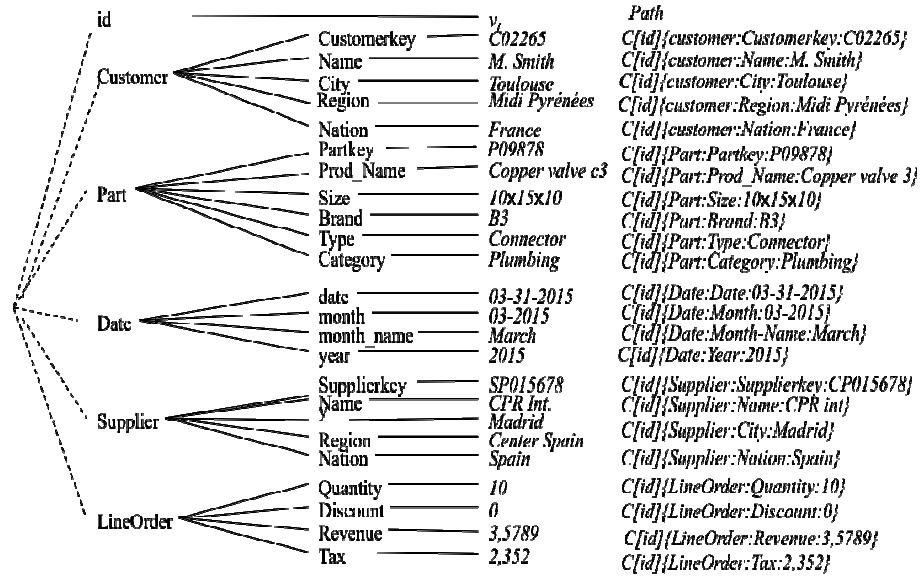 Path
id v,
Customerkey C02265 C[id]{customer:Customerkey:C02265}
Name M. Smith C[id]{customer:Name:M. Smith}
Customer
City Toulouse C[id]{customer:City:Toulouse}
Region Midi Pyrénées C[id]{customer:Region:Midi Pyrénées}
Nation France C[id]{customer:Nation:France}
Partkey P09878 C[id]{Part:Partkey:P09878}
Prod_Name Copper valve c3 C[id]{Part:Prod_Name:Copper valve 3}
Part
Size 10x15x10 C[id]{Part:Size:10x15x10}
Brand B3 C[id]{Part:Brand:B3}
Type Connector C[id]{Part:Type:Connector}
Category Plumbing C[id]{Part:Category:Plumbing}
date 03-31-2015 C[id]{Date:Date:03-31-2015}
month 03-2015 C[id]{Date:Month:03-2015}
Date
month_name March C[id]{Date:Month-Name:March}
year 2015 C[id]{Date:Year:2015}
Supplierkey SP015678 C[id]{Supplier:Supplierkey:CP015678}
Name CPR Int. C[id]{Supplier:Name:CPR int}
Supplier
y Madrid C[id]{Supplier:City:Madrid}
Region Center Spain
Nation Spain C[id]{Supplier:Nation:Spain}
Quantity 10 C[id]{LineOrder:Quantity:10}
Discount 0 C[id]{LineOrder:Discount:0}
LineOrder
Revenue 3,5789 C[id]{LineOrder:Revenue:3,5789}
Tax 2,352 C[id]{LineOrder:Tax:2,352}